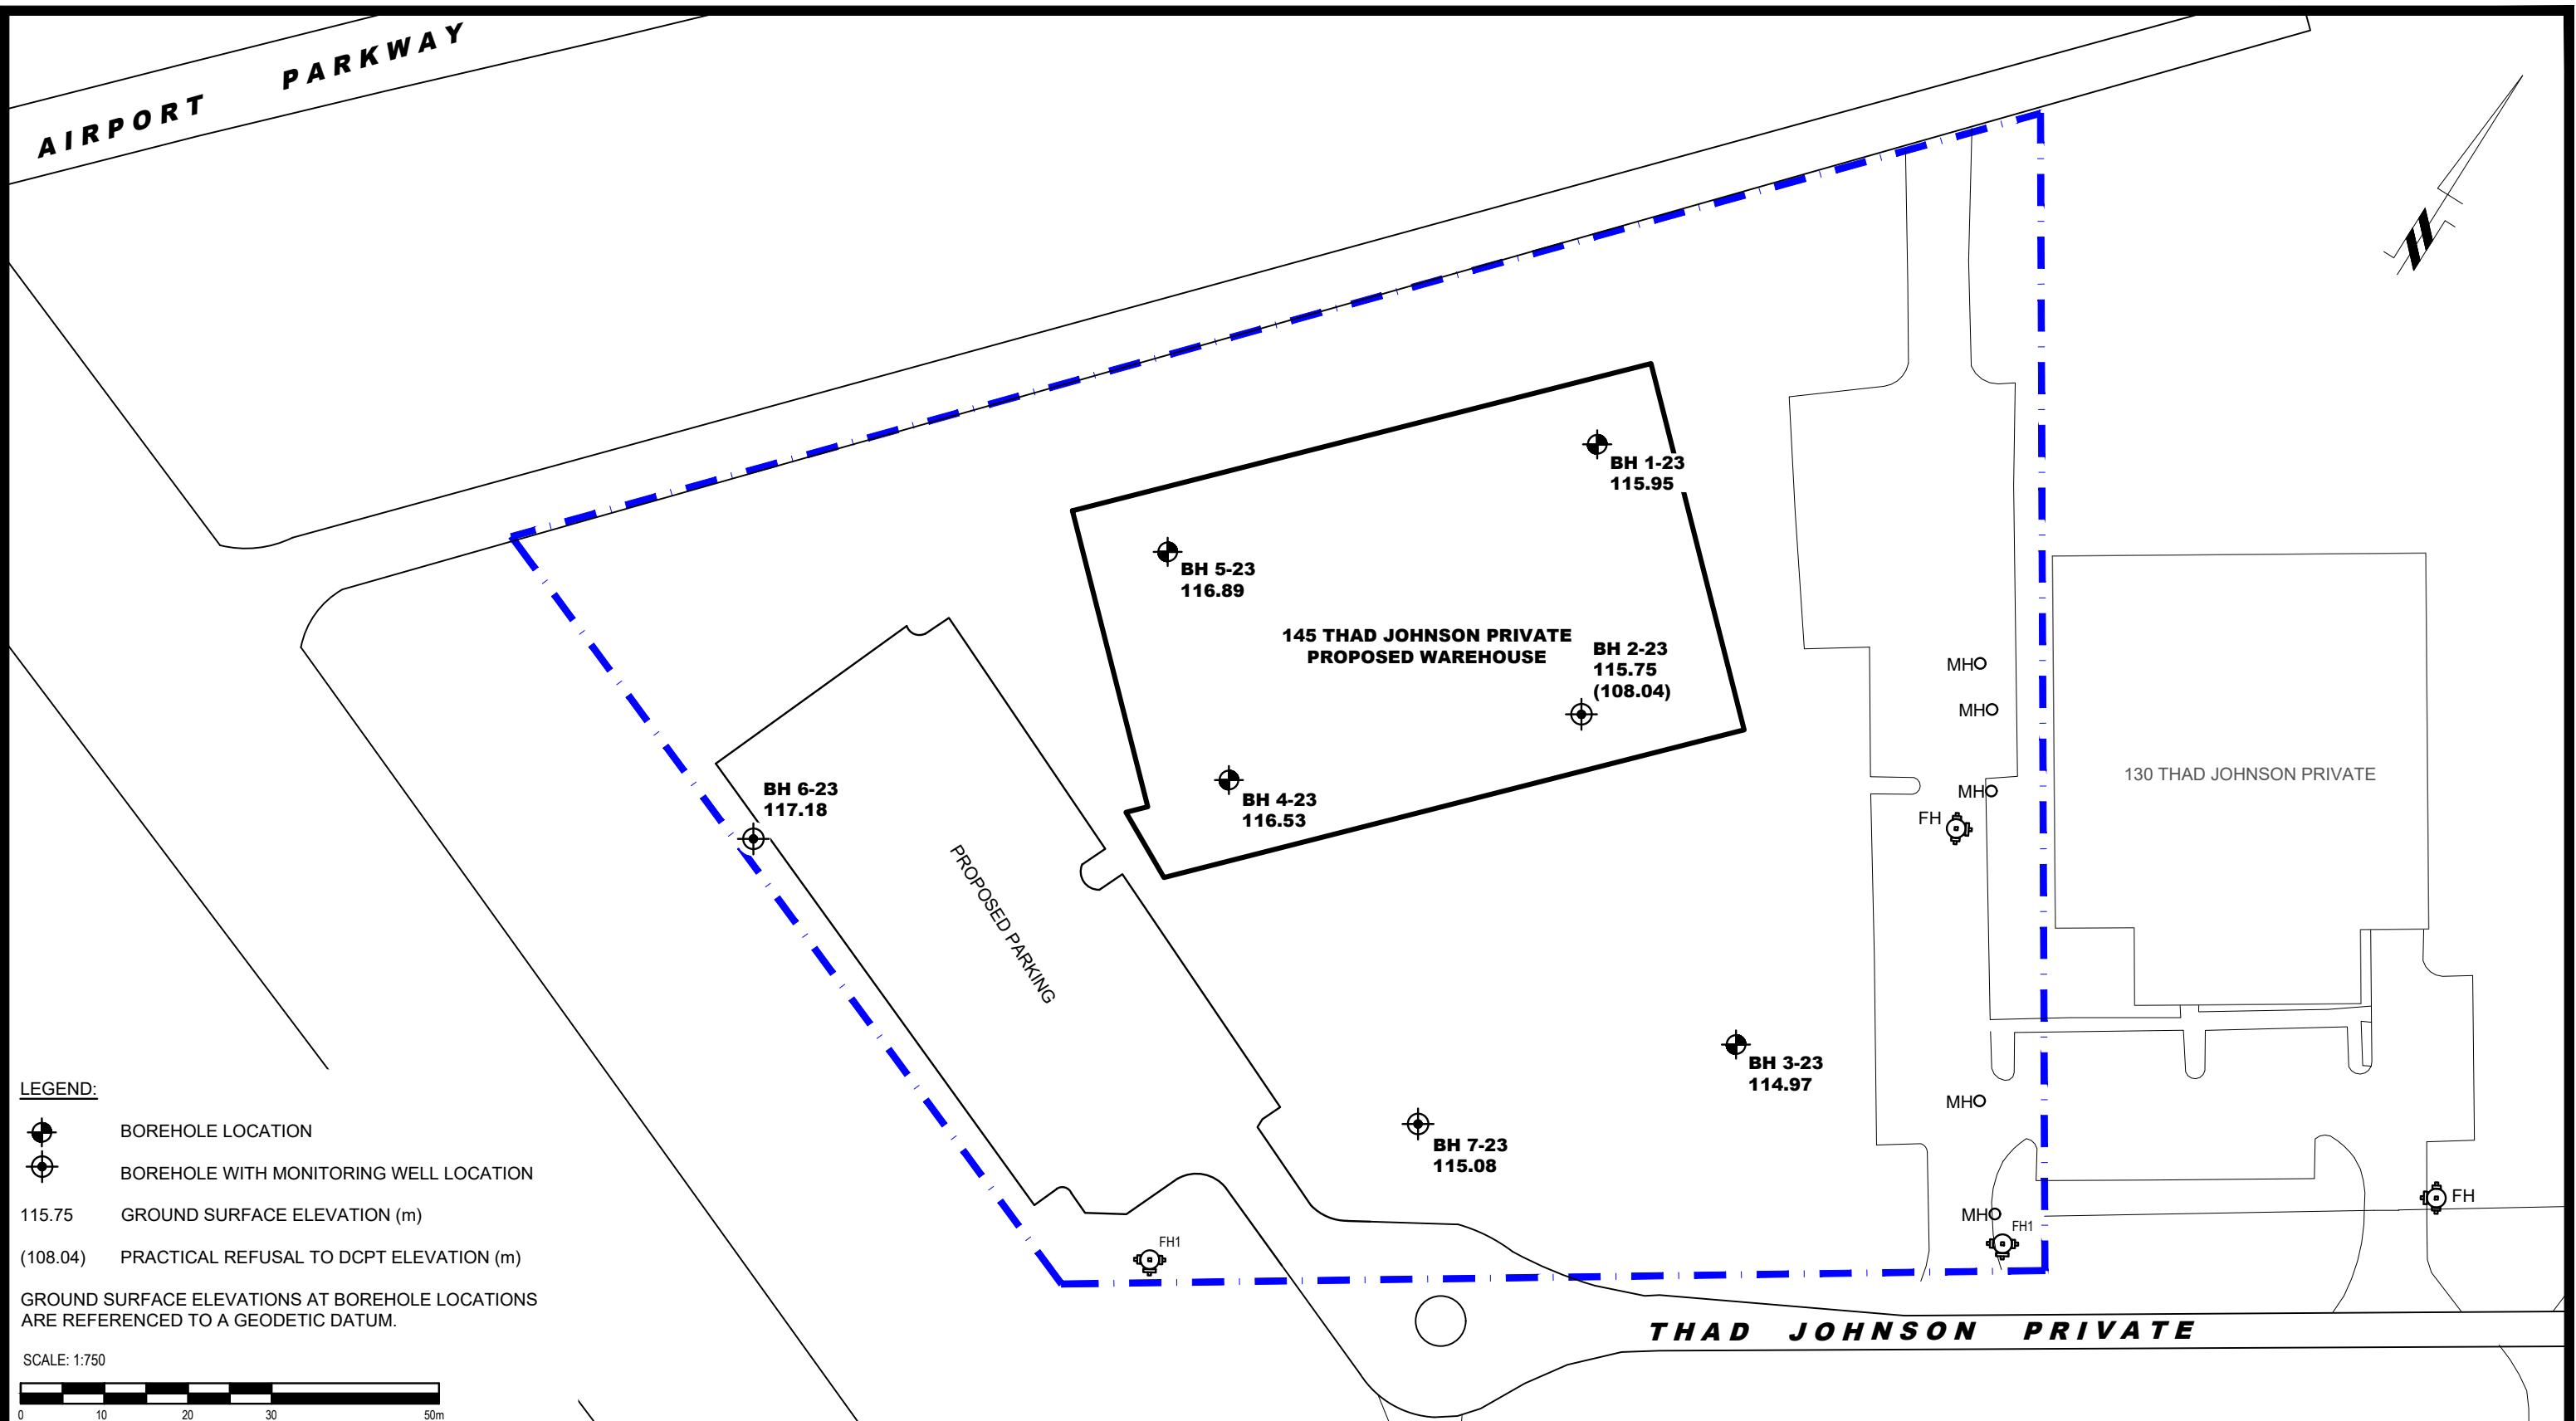 AIRPORT PARKWAY
BH 1-23
115.95
BH 5-23
116.89
145 THAD JOHNSON PRIVATE
PROPOSED WAREHOUSE
BH 2-23
115.75
(108.04)
MH
MH
BH 6-23
117.18
BH 4-23
116.53
130 THAD JOHNSON PRIVATE
MH
FH
PROPOSED PARKING
BH 3-23
114.97
MH
BH 7-23
115.08
FH
MH
FH1
FH1
THAD JOHNSON PRIVATE
LEGEND:
BOREHOLE LOCATION
BOREHOLE WITH MONITORING WELL LOCATION
115.75 GROUND SURFACE ELEVATION (m)
(108.04) PRACTICAL REFUSAL TO DCPT ELEVATION (m)
GROUND SURFACE ELEVATIONS AT BOREHOLE LOCATIONS
ARE REFERENCED TO A GEODETIC DATUM.
SCALE: 1:750
0 10 20 30 50m